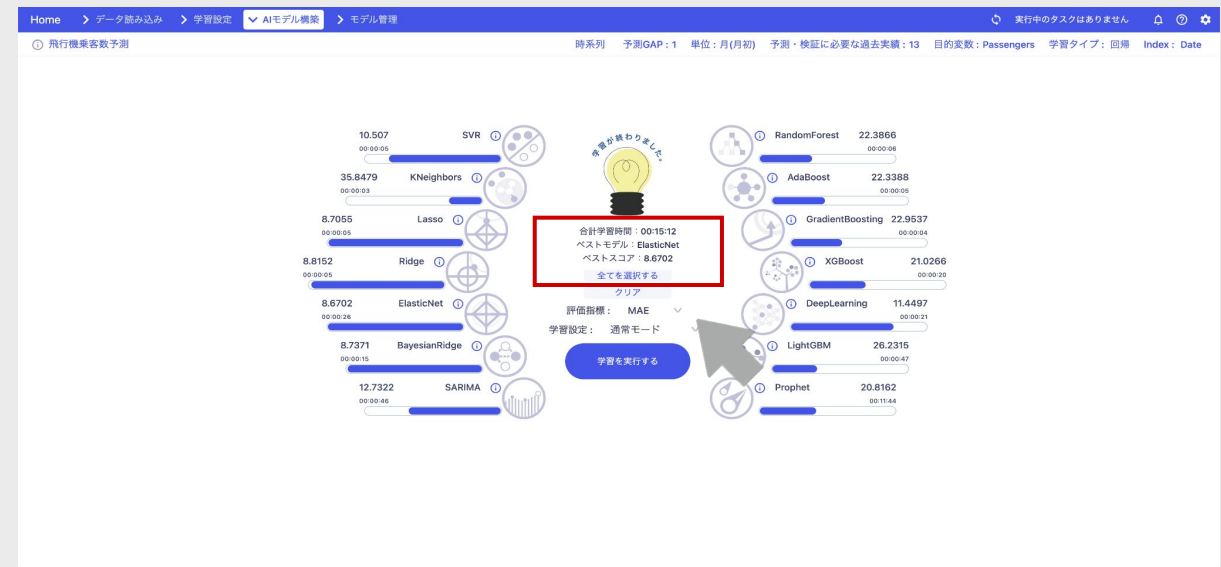 Home データ読み込み 学習設定 AIモデル構築 モデル管理 実行中のタスクはありません
飛行機乗客数予測 時系列 予測GAP : 1 単位 : 月(月初) 予測・検証に必要な過去実績 : 13 目的変数 : Passengers 学習タイプ : 回帰 Index : Date
10.507 SVR
00:00:05
35.8479 KNeighbors
00:00:03
8.7055 Lasso
00:00:05
8.8152 Ridge
00:00:05
8.6702 ElasticNet
00:00:26
8.7371 BayesianRidge
00:00:15
12.7322 SARIMA
00:00:46
学習が終わりました。
合計学習時間 : 00:15:12
ベストモデル : ElasticNet
ベストスコア : 8.6702
全てを選択する
クリア
評価指標 : MAE
学習設定 : 通常モード
学習を実行する
RandomForest 22.3866
00:00:06
AdaBoost 22.3388
00:00:05
GradientBoosting 22.9537
00:00:04
XGBoost 21.0266
00:00:20
DeepLearning 11.4497
00:00:21
LightGBM 26.2315
00:00:47
Prophet 20.8162
00:11:44